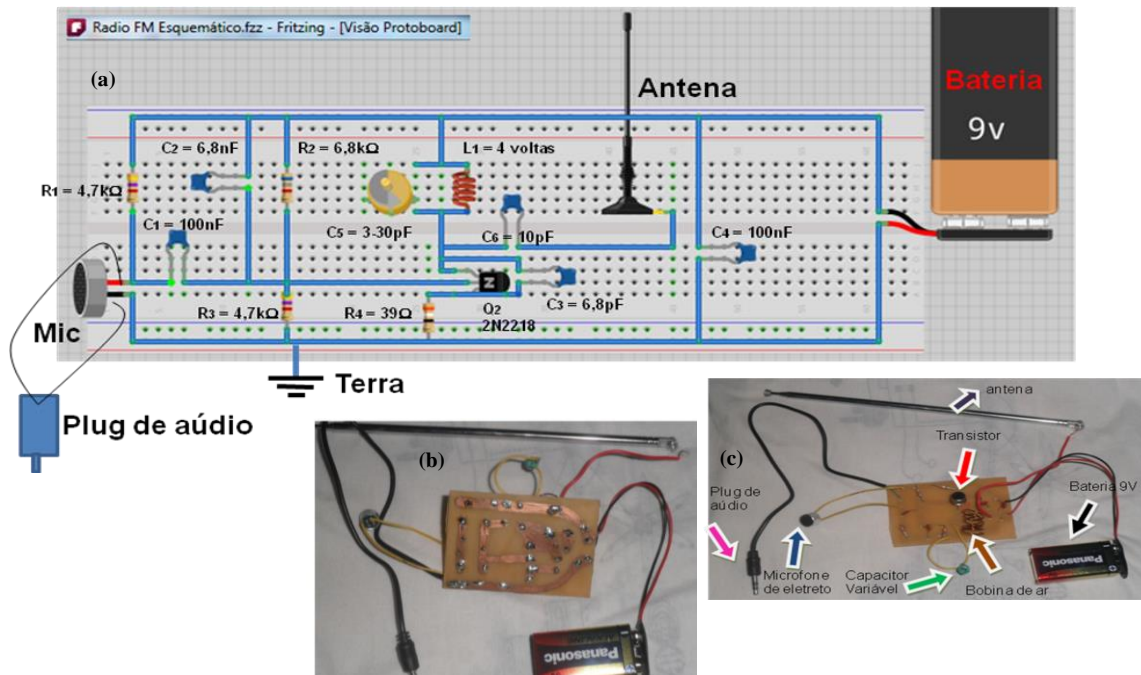 Radio FM Esquemático.fzz - Fritzing - [Visão Protoboard]
(a)
Antena
Bateria
9v
C2 = 6,8nF
R2 = 6,8kΩ
L1 = 4 voltas
R1 = 4,7kΩ
C1 = 100nF
C5 = 3-30pF
C6 = 10pF
C4 = 100nF
N
Mic
R3 = 4,7kΩ
R4 = 39Ω
Q2
2N2218
C3 = 6,8pF
Terra
Plug de aúdio
(b)
Panasonic
(c)
antena
Transistor
Plug de
aúdio
Bateria 9V
Microfone
de eletreto
Capacitor
Variável
Bobina de ar
Panasonic